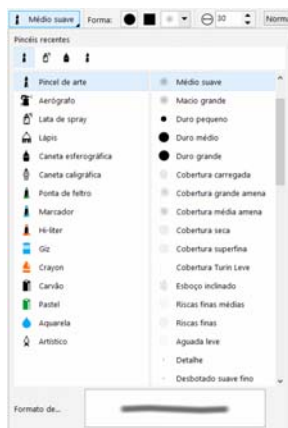 Médio suave Forma: 30 Norma
Pincéis recentes
Pincel de arte Médio suave
Aerógrafo Macio grande
Lata de spray Duro pequeno
Lápis Duro médio
Caneta esferográfica Duro grande
Caneta caligráfica Cobertura carregada
Ponta de feltro Cobertura grande amena
Marcador Cobertura média amena
Hi-liter Cobertura seca
Giz Cobertura superfina
Crayon Cobertura Turin Leve
Carvão Esboço inclinado
Pastel Riscas finas médias
Aquarela Riscas finas
Artístico Aguada leve
Detalhe
Desbotado suave fino
Formato de...